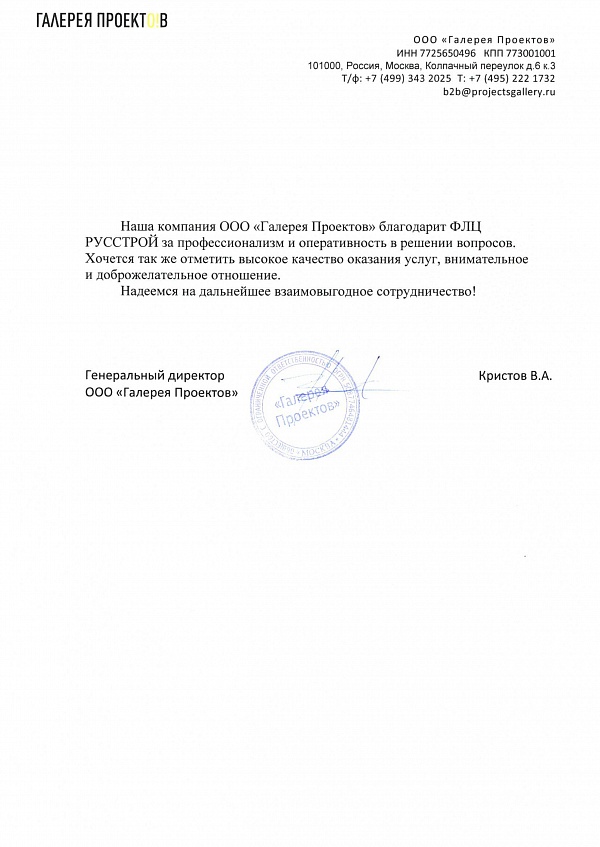 ГАЛЕРЕЯ ПРОЕКТОВ
ООО «Галерея Проектов»
ИНН 7725650496 КПП 773001001
101000, Россия, Москва, Колпачный переулок д.6 к.3
Т/ф: +7 (499) 343 2025 Т: +7 (495) 222 1732
b2b@projectsgallery.ru
Наша компания ООО «Галерея Проектов» благодарит ФЛЦ
РУССТРОЙ за профессионализм и оперативность в решении вопросов.
Хочется так же отметить высокое качество оказания услуг, внимательное
и доброжелательное отношение.
Надеемся на дальнейшее взаимовыгодное сотрудничество!
Генеральный директор
Кристов В.А.
ООО «Галерея Проектов»
ОГРАНИЧЕННОЙ ОТВЕТСТВЕННОСТЬЮ
«Галерея
Проектов»
МОСКВА